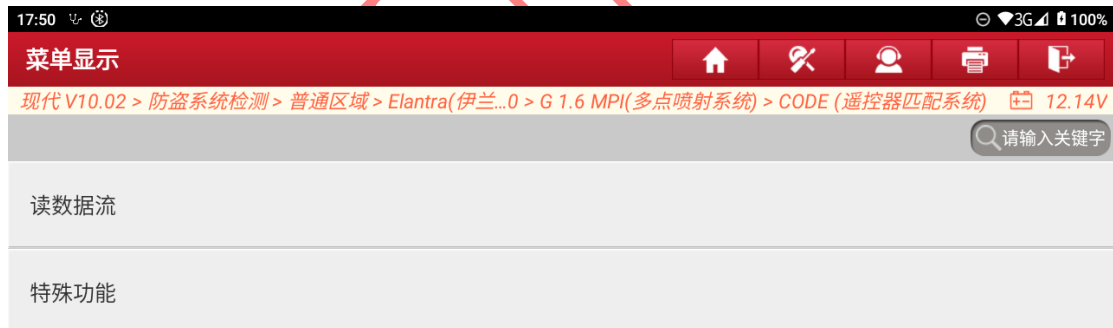 17:50 3G 100%
菜单显示
现代 V10.02 > 防盗系统检测 > 普通区域 > Elantra(伊兰...0 > G 1.6 MPI(多点喷射系统) > CODE (遥控器匹配系统) 12.14V
请输入关键字
读数据流
特殊功能